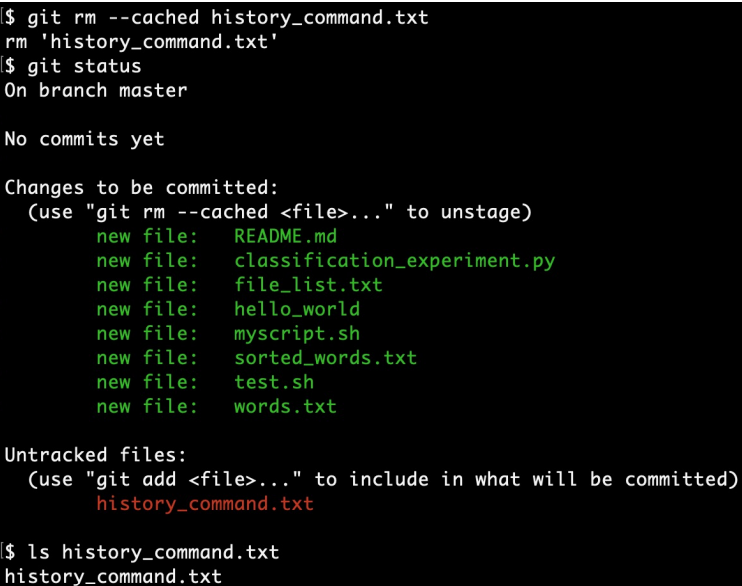 $ git rm --cached history_command.txt
rm 'history_command.txt'
$ git status
On branch master
No commits yet
Changes to be committed:
(use "git rm --cached <file>..." to unstage)
new file: README.md
new file: classification_experiment.py
new file: file_list.txt
new file: hello_world
new file: myscript.sh
new file: sorted_words.txt
new file: test.sh
new file: words.txt
Untracked files:
(use "git add <file>..." to include in what will be committed)
history_command.txt
$ ls history_command.txt
history_command.txt